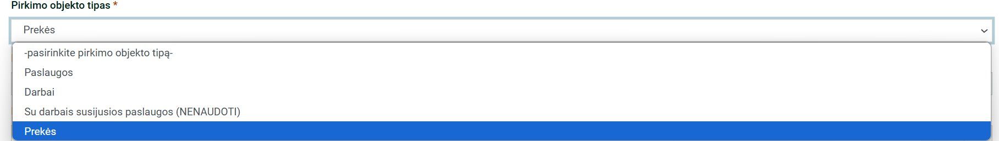 Pirkimo objekto tipas *
Prekės
-pasirinkite pirkimo objekto tipą-
Paslaugos
Darbai
Su darbais susijusios paslaugos (NENAUDOTI)
Prekės